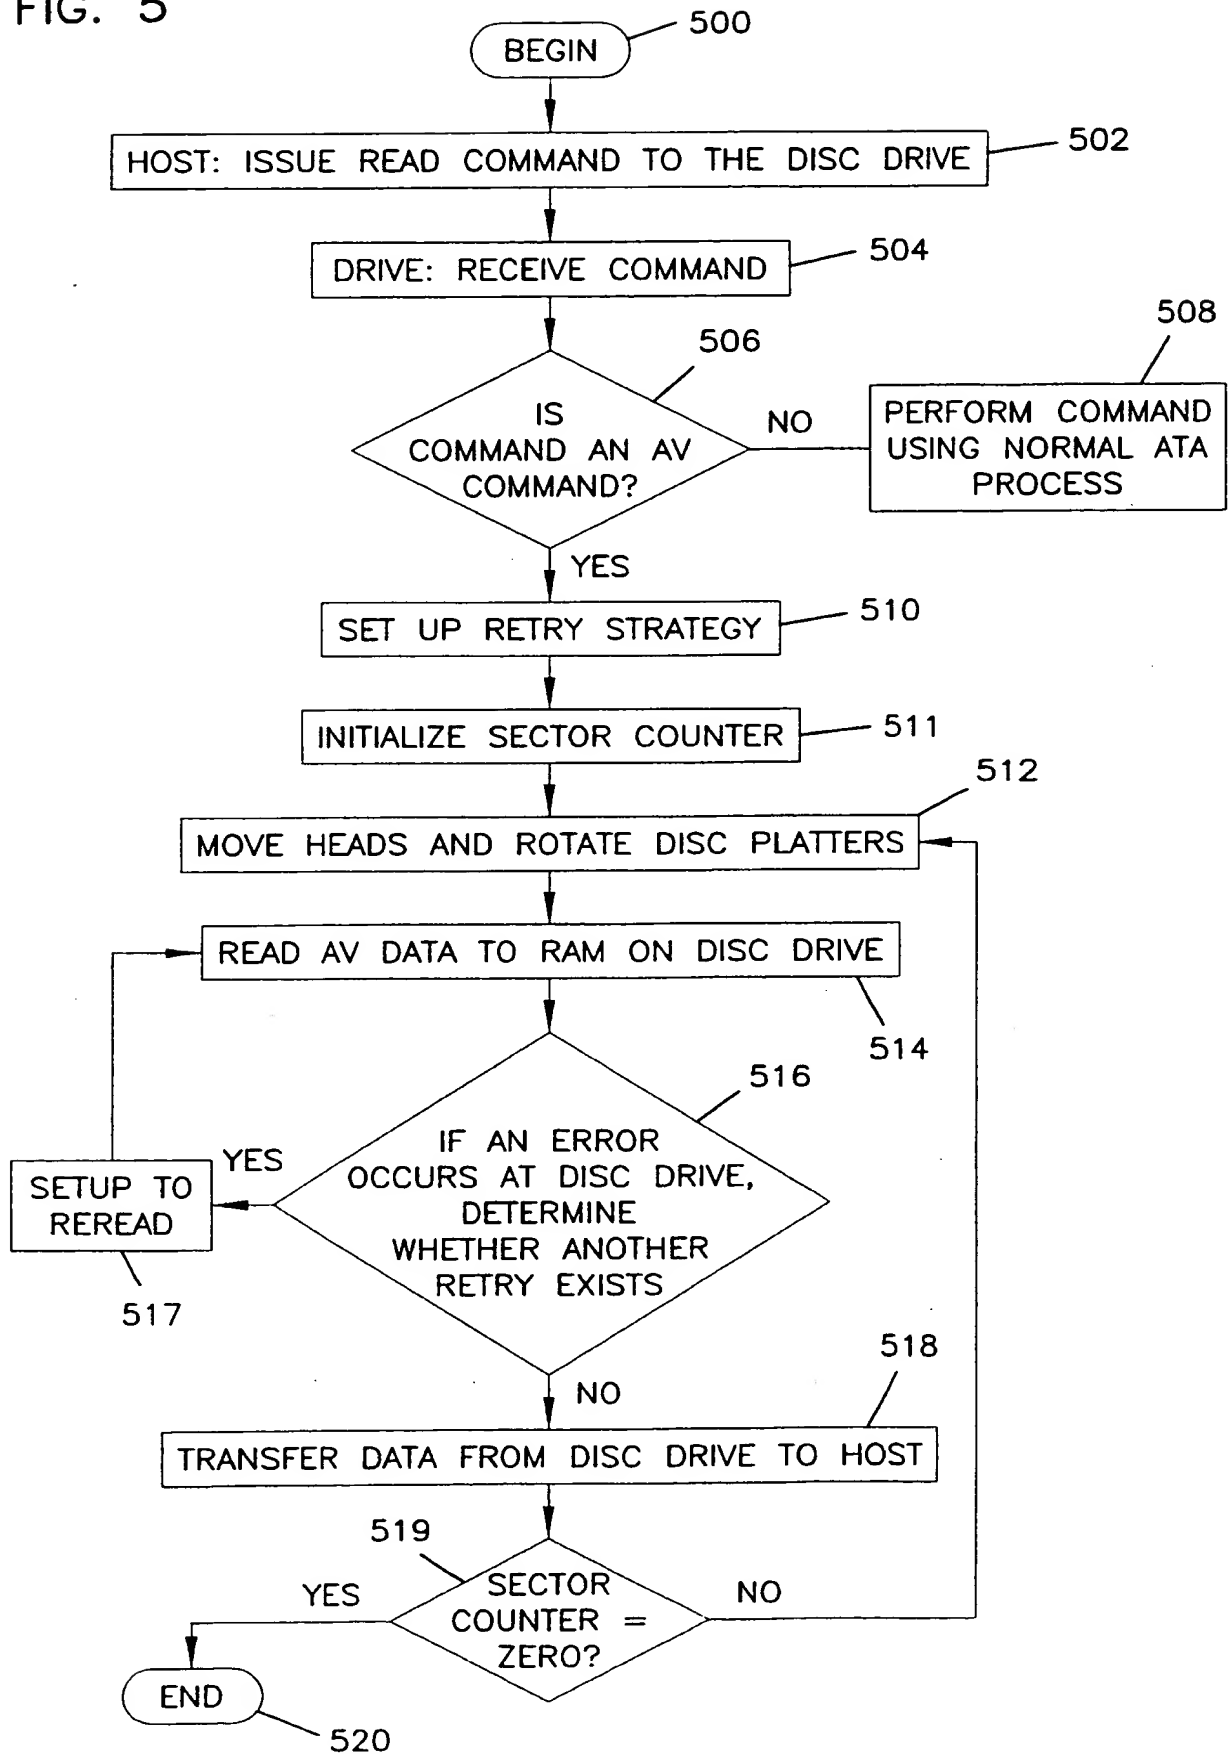 FIG. 5
BEGIN
500
HOST: ISSUE READ COMMAND TO THE DISC DRIVE
502
DRIVE: RECEIVE COMMAND
504
506
IS
COMMAND AN AV
COMMAND?
NO
508
PERFORM COMMAND
USING NORMAL ATA
PROCESS
YES
SET UP RETRY STRATEGY
510
INITIALIZE SECTOR COUNTER
511
512
MOVE HEADS AND ROTATE DISC PLATTERS
READ AV DATA TO RAM ON DISC DRIVE
514
516
IF AN ERROR
OCCURS AT DISC DRIVE,
DETERMINE
WHETHER ANOTHER
RETRY EXISTS
YES
SETUP TO
REREAD
517
NO
518
TRANSFER DATA FROM DISC DRIVE TO HOST
519
SECTOR
COUNTER =
ZERO?
YES
NO
END
520